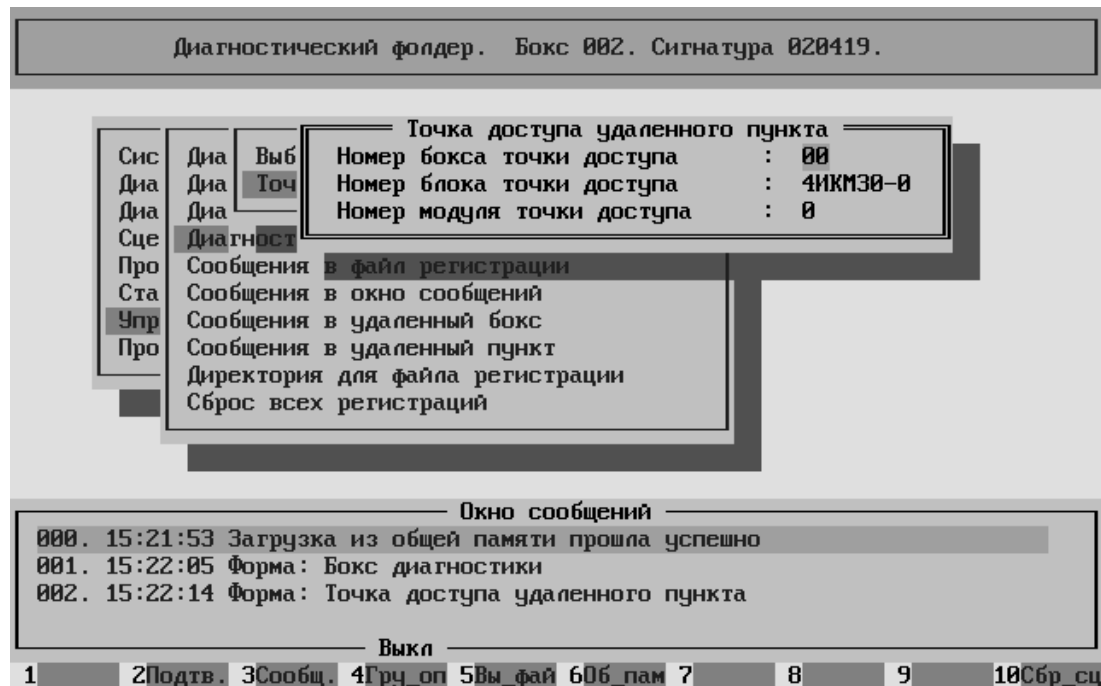 Диагностический фолдер. Бокс 002. Сигнатура 020419.
Точка доступа удаленного пункта
Сис Диа Выб Номер бокса точки доступа : 00
Диа Диа Точ Номер блока точки доступа : 4ИКМ30-0
Диа Диа Номер модуля точки доступа : 0
Сце Диагност
Про Сообщения в файл регистрации
Ста Сообщения в окно сообщений
Упр Сообщения в удаленный бокс
Про Сообщения в удаленный пункт
Директория для файла регистрации
Сброс всех регистраций
Окно сообщений
000. 15:21:53 Загрузка из общей памяти прошла успешно
001. 15:22:05 Форма: Бокс диагностики
002. 15:22:14 Форма: Точка доступа удаленного пункта
Выкл
1 2Подтв. 3Сообщ. 4Гру_оп 5Вы_фай 6Об_пам 7 8 9 10Сбр_сц